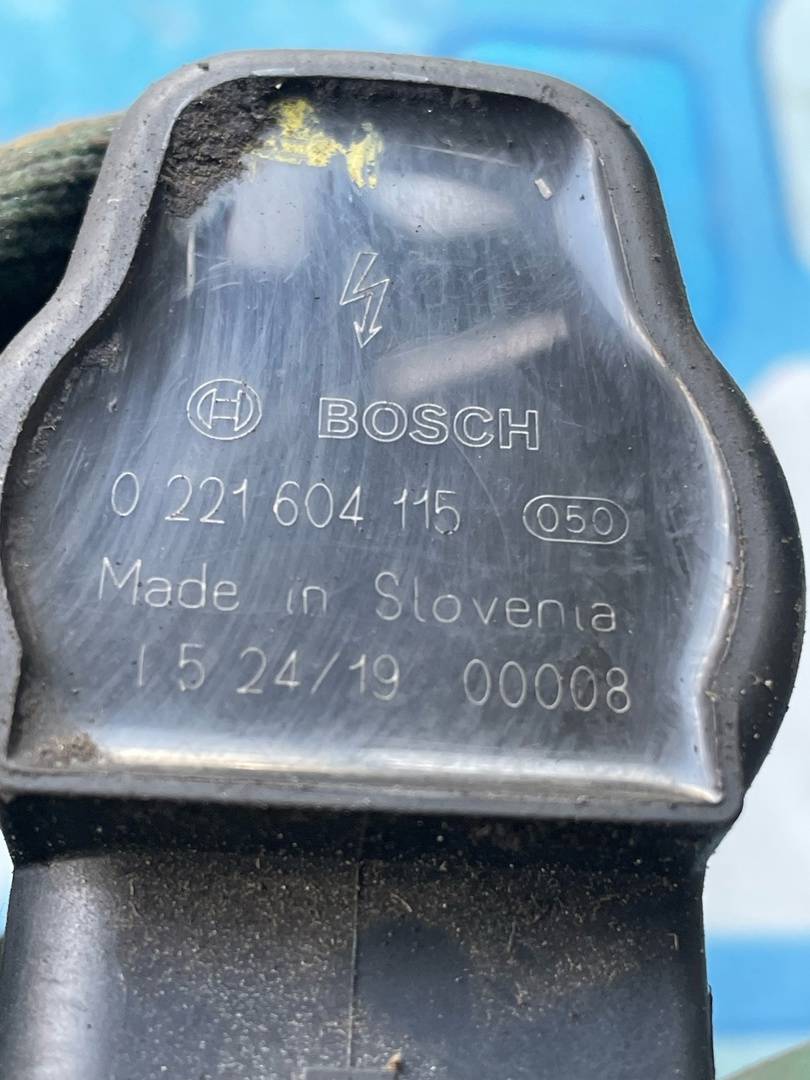 BOSCH
0 221 604 115 050
Made in Slovenia
1 5 24/19 00008